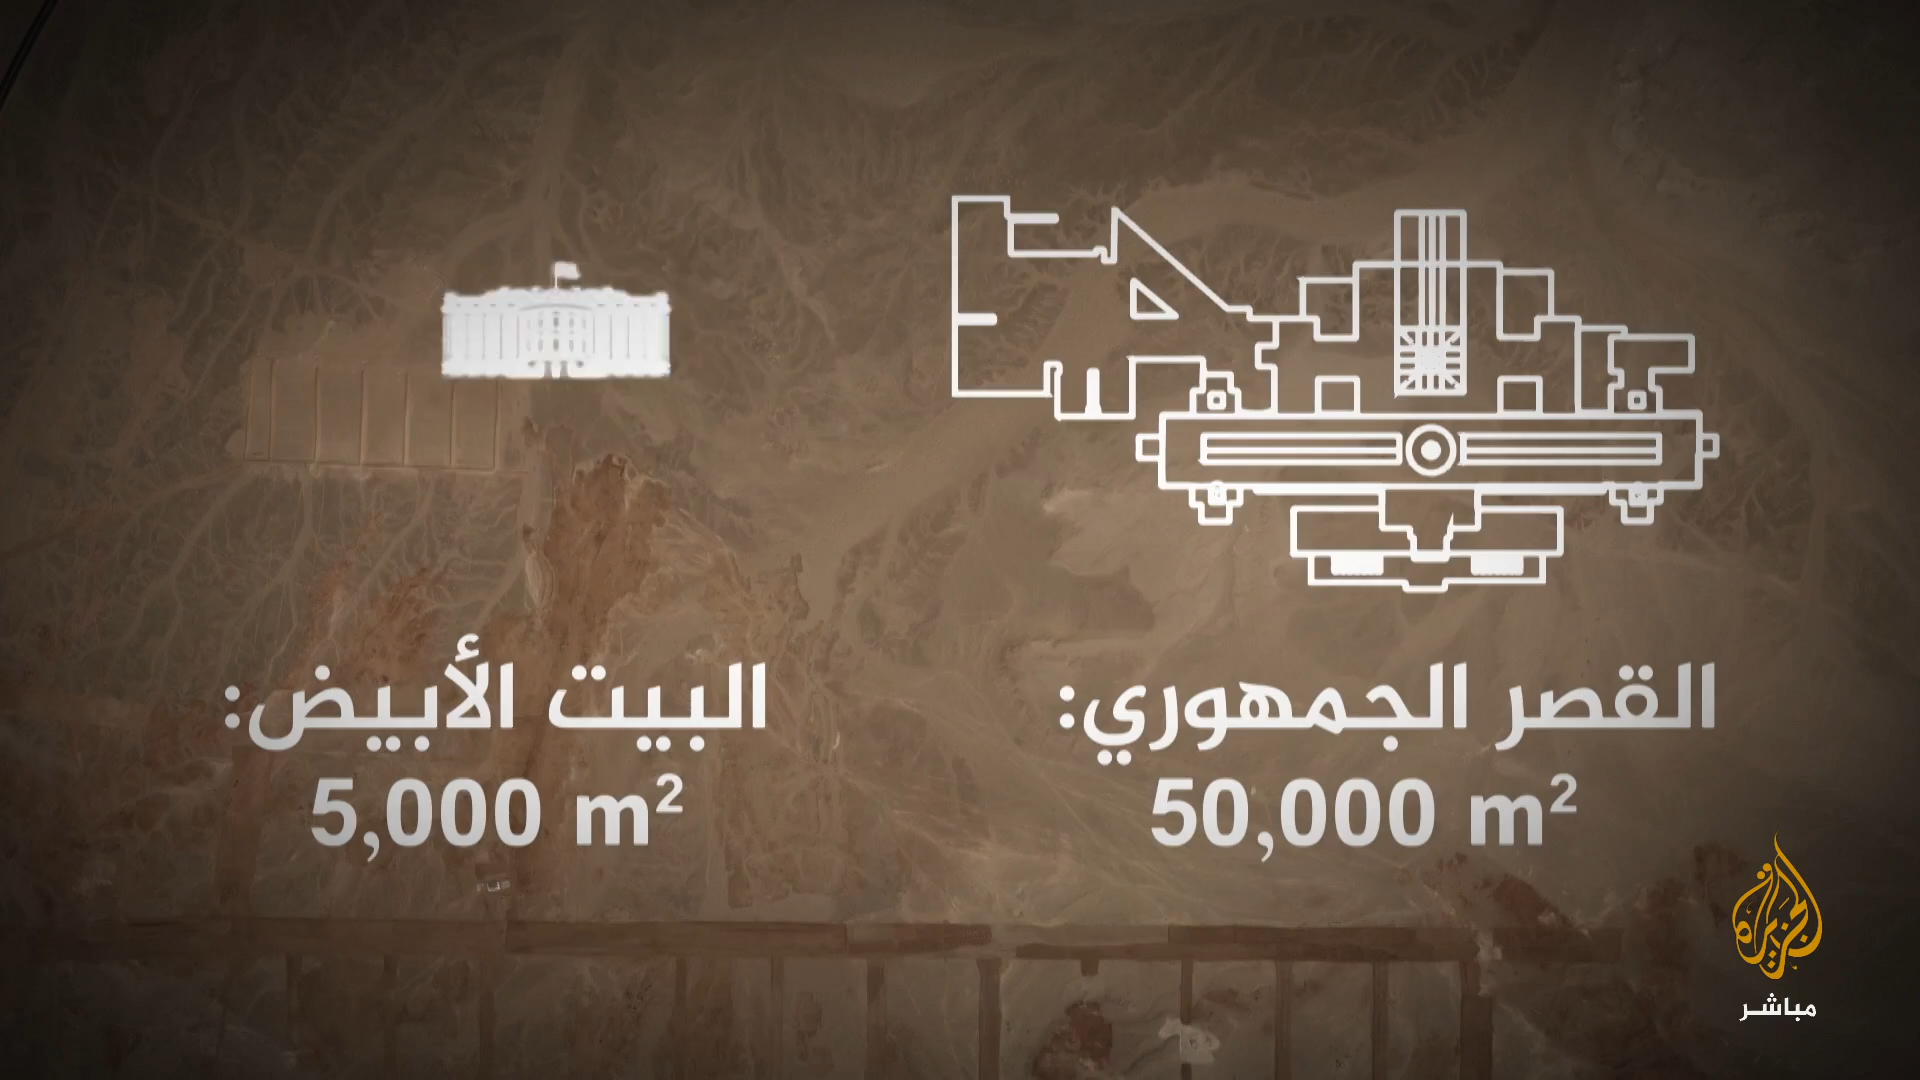 القصر الجمهوري:
50,000 m²
البيت الأبيض:
5,000 m²
الجزيرة
مباشر